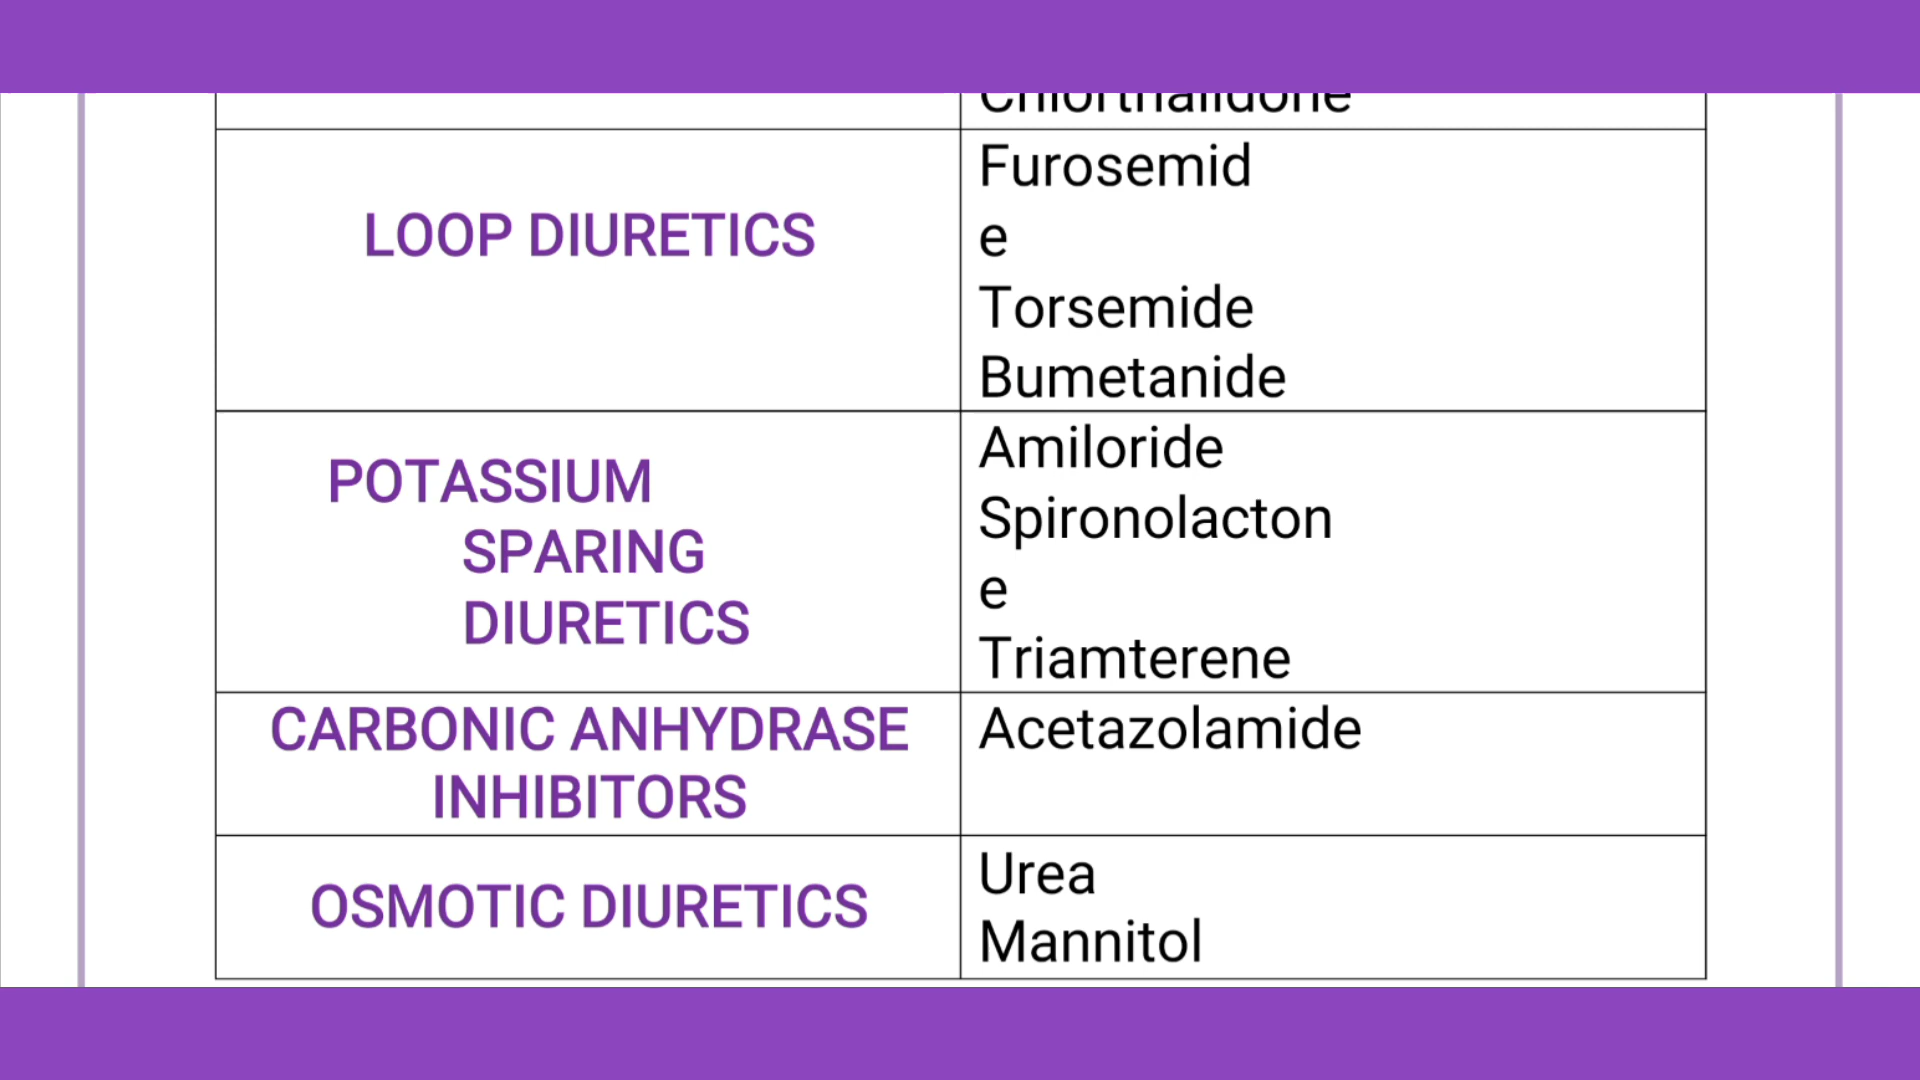 Chlorthalidone
LOOP DIURETICS
Furosemid
e
Torsemide
Bumetanide
POTASSIUM
SPARING
DIURETICS
Amiloride
Spironolacton
e
Triamterene
CARBONIC ANHYDRASE
INHIBITORS
Acetazolamide
OSMOTIC DIURETICS
Urea
Mannitol